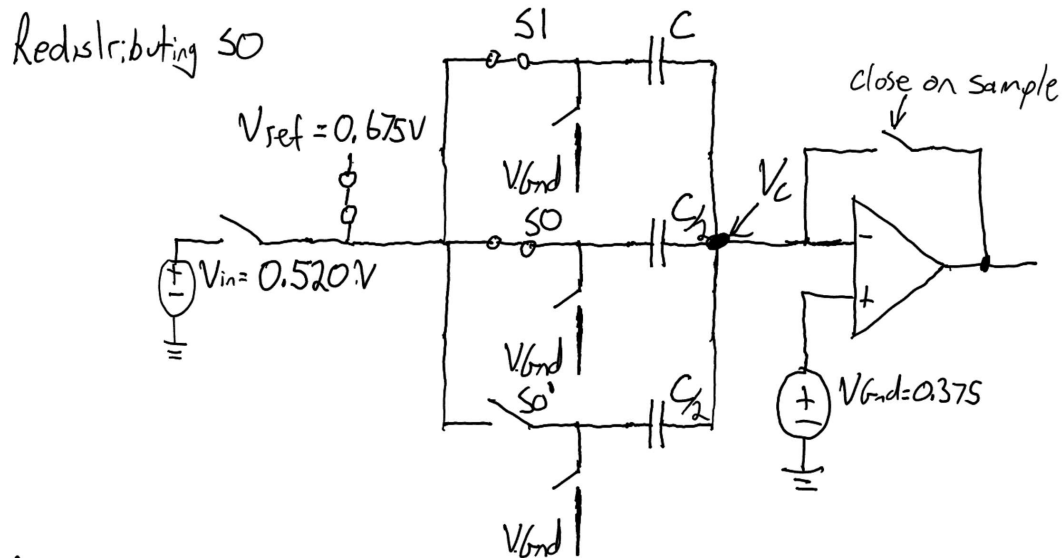 Redistributing S0
S1
C
close on sample
Vref = 0.675V
VGnd
Vc
S0
C/2
-
+
-
Vin = 0.520V
+
VGnd
+
-
VGnd=0.375
S0'
C/2
VGnd